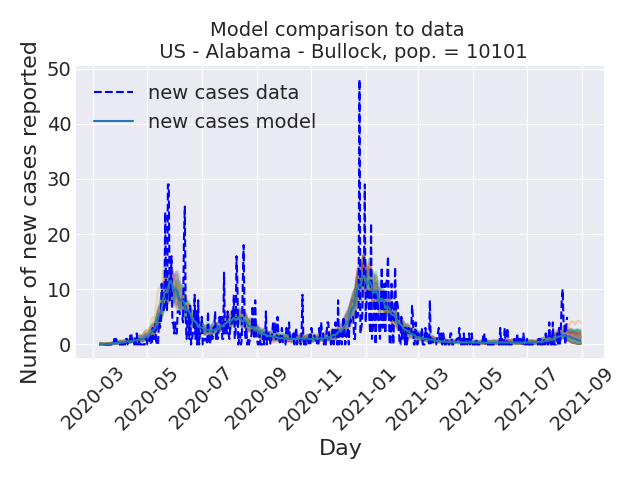 Model comparison to data
US - Alabama - Bullock, pop. = 10101
Number of new cases reported
50
40
30
20
10
0
new cases data
new cases model
2020-03
2020-05
2020-07
2020-09
2020-11
2021-01
2021-03
2021-05
2021-07
2021-09
Day